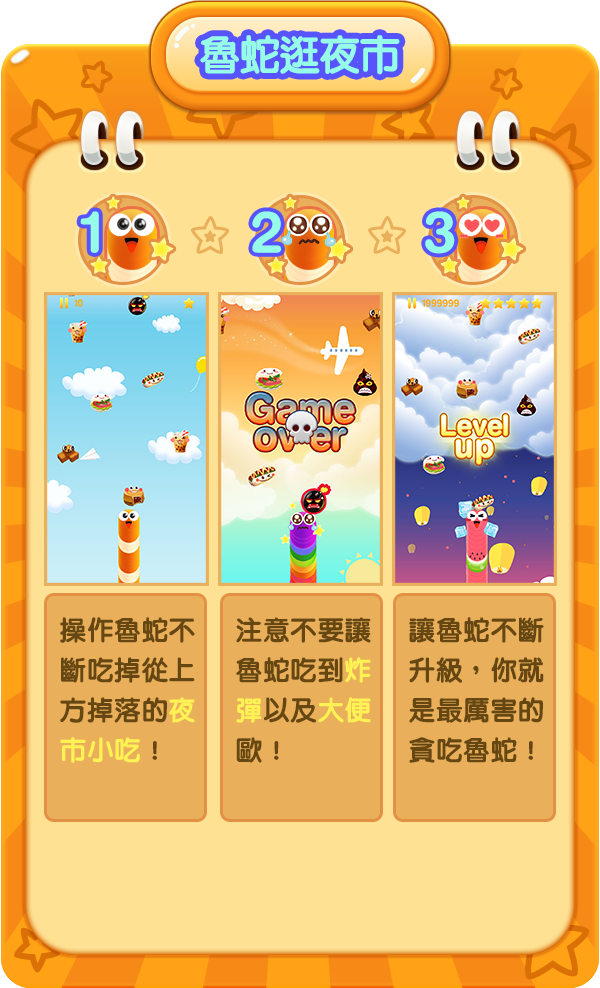 魯蛇逛夜市
1
2
3
10
1099999
Game
over
Level
up
操作魯蛇不
斷吃掉從上
方掉落的夜
市小吃！
注意不要讓
魯蛇吃到炸
彈以及大便
歐！
讓魯蛇不斷
升級，你就
是最厲害的
貪吃魯蛇！